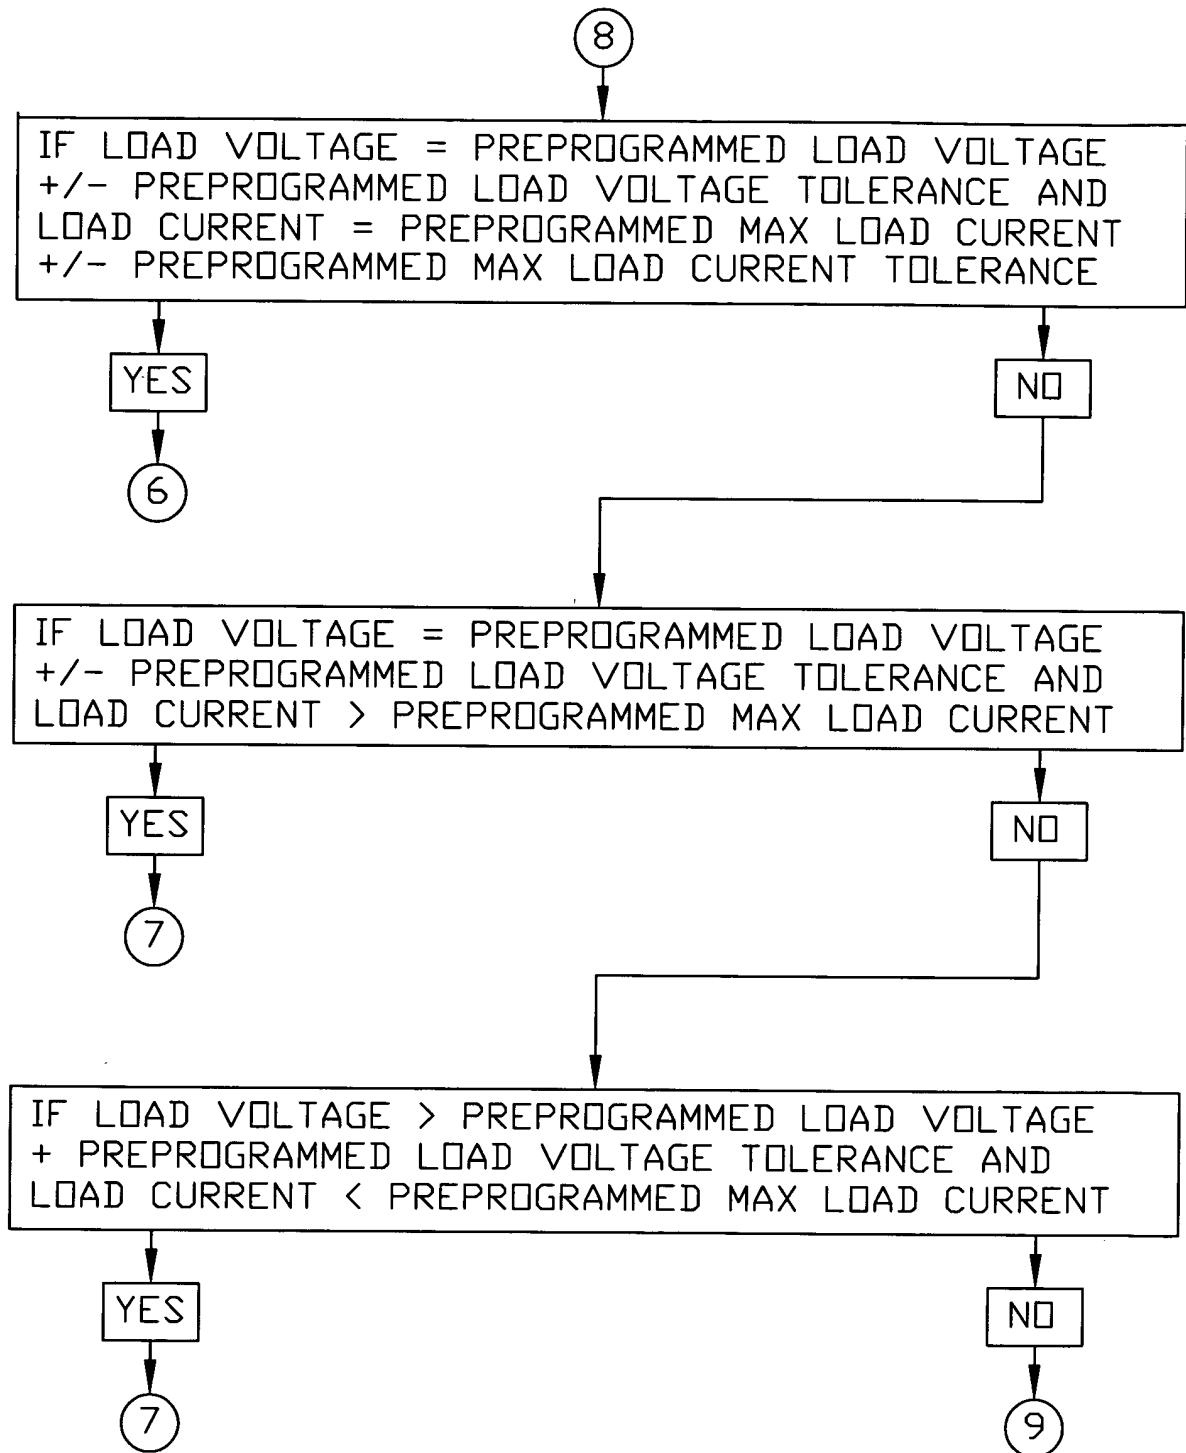 8
IF LOAD VOLTAGE = PREPROGRAMMED LOAD VOLTAGE
+/- PREPROGRAMMED LOAD VOLTAGE TOLERANCE AND
LOAD CURRENT = PREPROGRAMMED MAX LOAD CURRENT
+/- PREPROGRAMMED MAX LOAD CURRENT TOLERANCE
YES
NO
6
IF LOAD VOLTAGE = PREPROGRAMMED LOAD VOLTAGE
+/- PREPROGRAMMED LOAD VOLTAGE TOLERANCE AND
LOAD CURRENT > PREPROGRAMMED MAX LOAD CURRENT
YES
NO
7
IF LOAD VOLTAGE > PREPROGRAMMED LOAD VOLTAGE
+ PREPROGRAMMED LOAD VOLTAGE TOLERANCE AND
LOAD CURRENT < PREPROGRAMMED MAX LOAD CURRENT
YES
NO
7
9